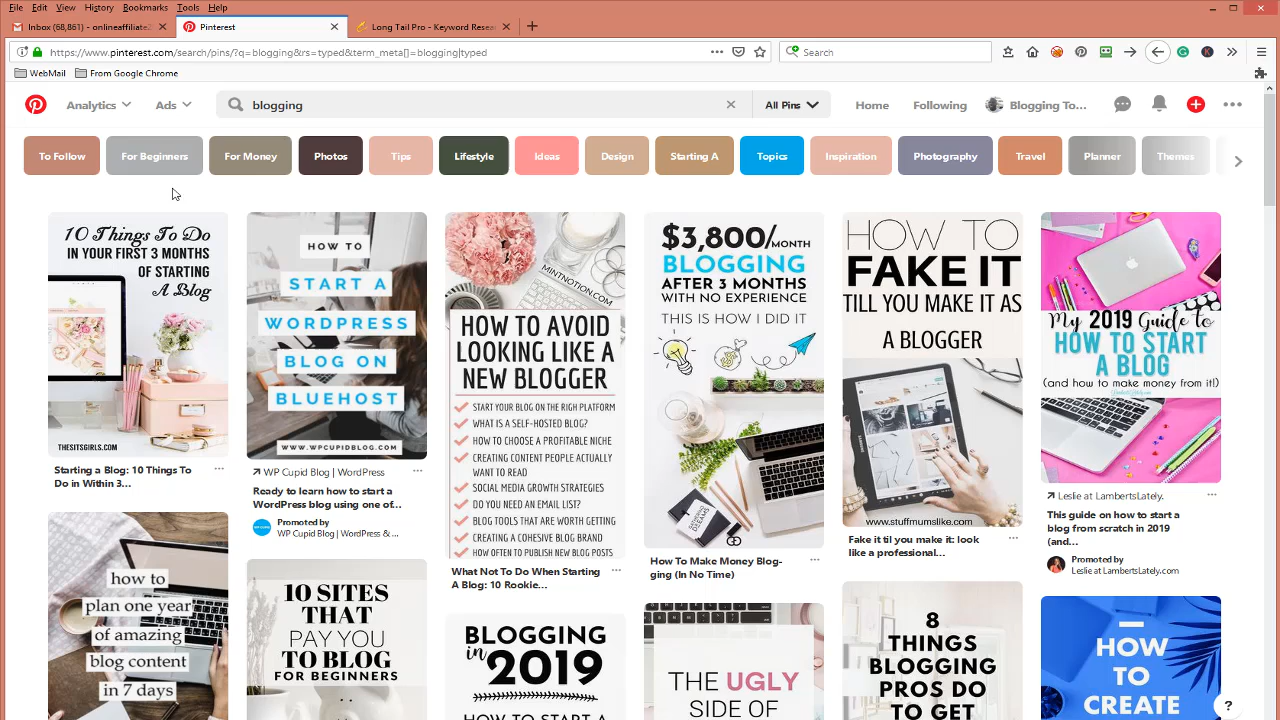 File Edit View History Bookmarks Tools Help
Inbox (68,861) - onlineaffiliate2
Pinterest
Long Tail Pro - Keyword Resea
https://www.pinterest.com/search/pins/?q=blogging&rs=typed&term_meta[]=blogging|typed
Search
WebMail
From Google Chrome
Analytics
Ads
blogging
All Pins
Home
Following
Blogging To...
To Follow
For Beginners
For Money
Photos
Tips
Lifestyle
Ideas
Design
Starting A
Topics
Inspiration
Photography
Travel
Planner
Themes
10 Things To Do
IN YOUR FIRST 3 MONTHS
OF STARTING
A Blog
THESITSGIRLS.COM
Starting a Blog: 10 Things To
Do in Within 3...
how to
plan one year
of amazing
blog content
in 7 days
HOW TO
START A
WORDPRESS
BLOG ON
BLUEHOST
WWW.WPCUPIDBLOG.COM
WP Cupid Blog | WordPress
Ready to learn how to start a
WordPress blog using one of...
Promoted by
WP Cupid Blog | WordPress & ...
10 SITES
THAT
PAY YOU
TO BLOG
FOR BEGINNERS
MINTNOTION.COM
HOW TO AVOID
LOOKING LIKE A
NEW BLOGGER
START YOUR BLOG ON THE RIGH PLATFORM
WHAT IS A SELF-HOSTED BLOG?
HOW TO CHOOSE A PROFITABLE NICHE
CREATING CONTENT PEOPLE ACTUALLY
WANT TO READ
SOCIAL MEDIA GROWTH STRATEGIES
DO YOU NEED AN EMAIL LIST?
BLOG TOOLS THAT ARE WORTH GETTING
CREATING A COHESIVE BLOG BRAND
HOW OFTEN TO PUBLISH NEW BLOG POSTS
What Not To Do When Starting
A Blog: 10 Rookie...
BLOGGING
in 2019
HOW TO START A
$3,800/MONTH
BLOGGING
AFTER 3 MONTHS
WITH NO EXPERIENCE
THIS IS HOW I DID IT
How To Make Money Blog-
ging (In No Time)
THE UGLY
SIDE OF
HOW TO
FAKE IT
TILL YOU MAKE IT AS
A BLOGGER
www.stuffmumslike.com
Fake it til you make it: look
like a professional...
8
THINGS
BLOGGING
PROS DO
TO GET
My 2019 Guide to
HOW TO START
A BLOG
(and how to make money from it!)
Leslie at LambertsLately.
This guide on how to start a
blog from scratch in 2019
(and...
Promoted by
Leslie at LambertsLately.com
HOW
TO
CREATE
?